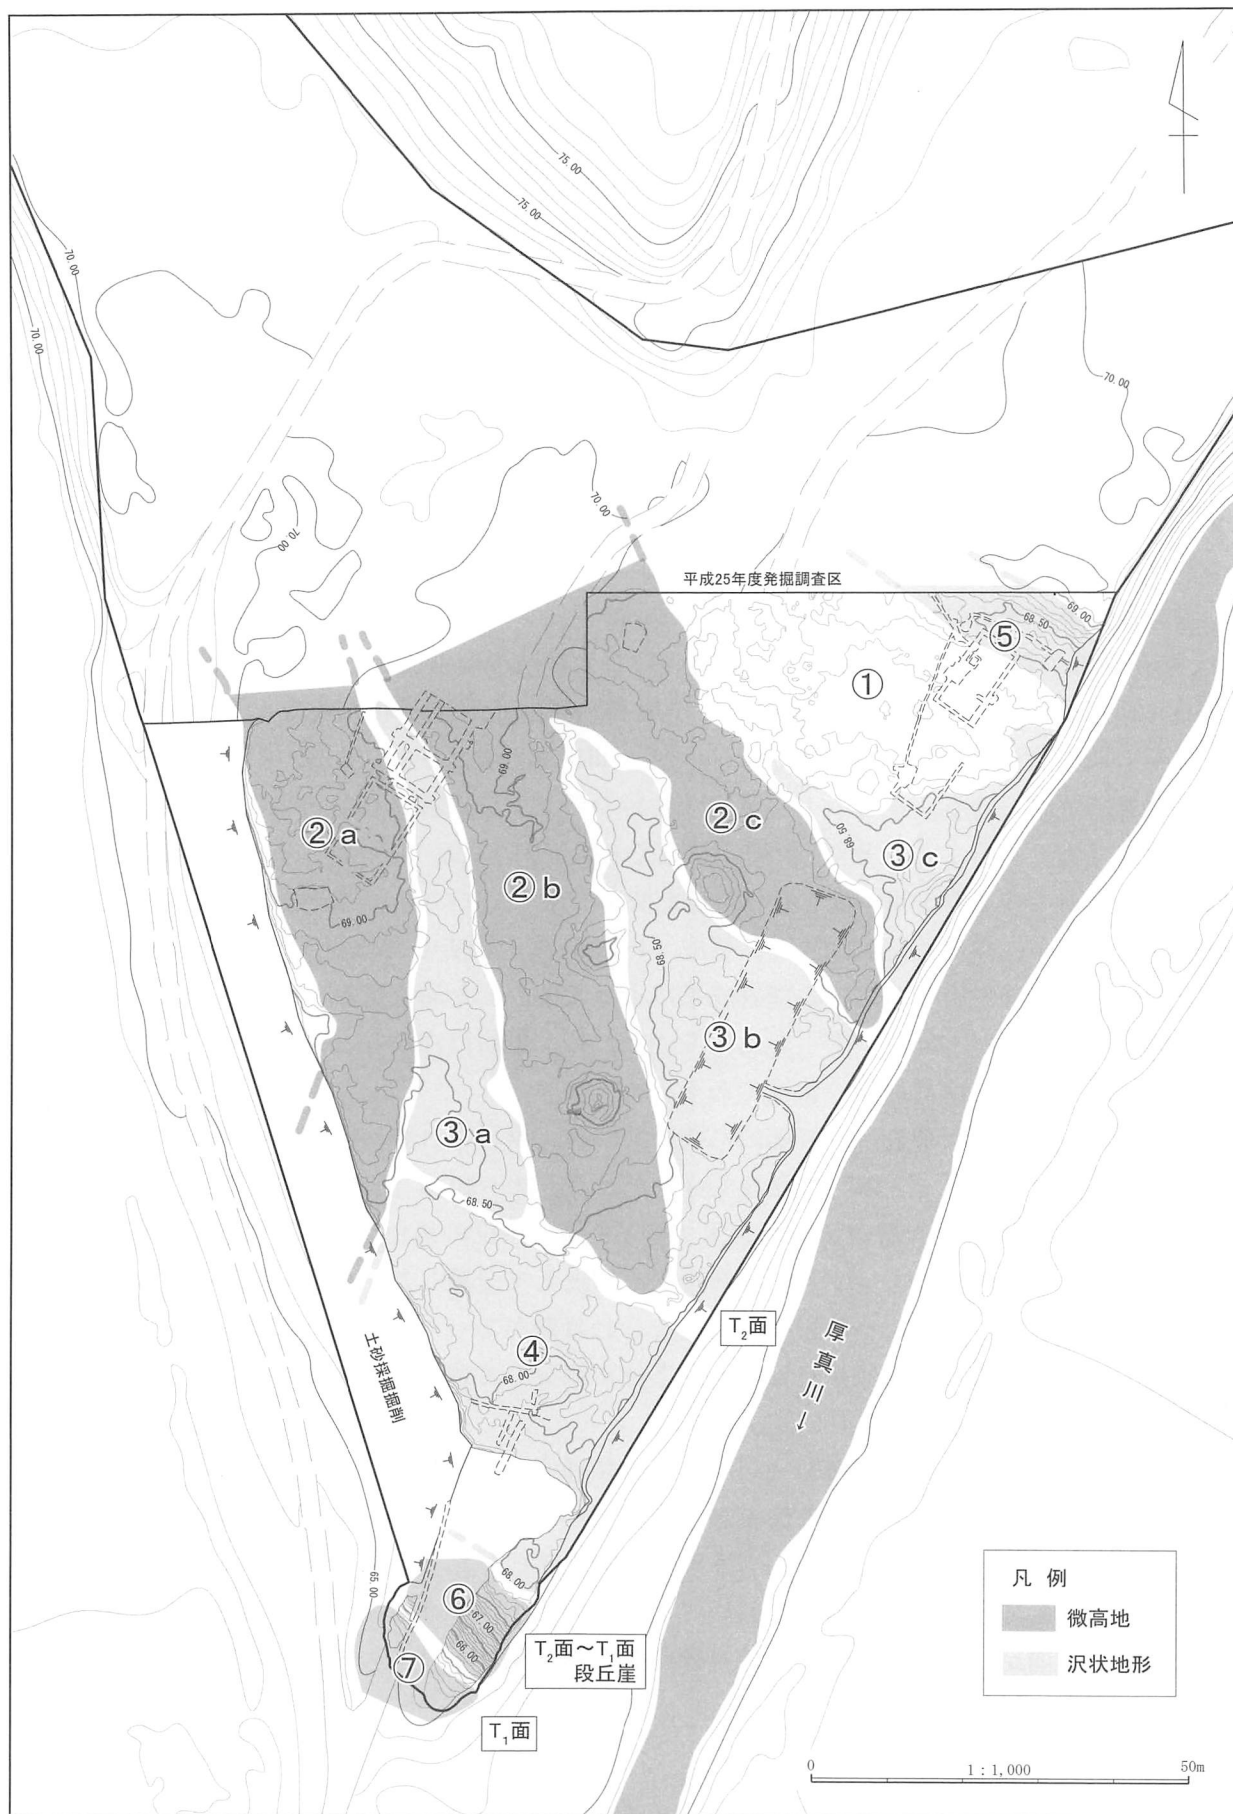 75.00
75.00
70.00
70.00
70.00
70.00
70.00
平成25年度発掘調査区
69.00
68.50
⑤
①
69.00
②a
②c
68.50
③c
②b
69.00
68.50
③b
③a
68.50
T₂面
厚真川→
④
68.00
土砂採掘掘削
65.00
68.00
⑥
67.00
66.00
T₂面～T₁面
段丘崖
⑦
T₁面
凡 例
微高地
沢状地形
0
1：1,000
50m